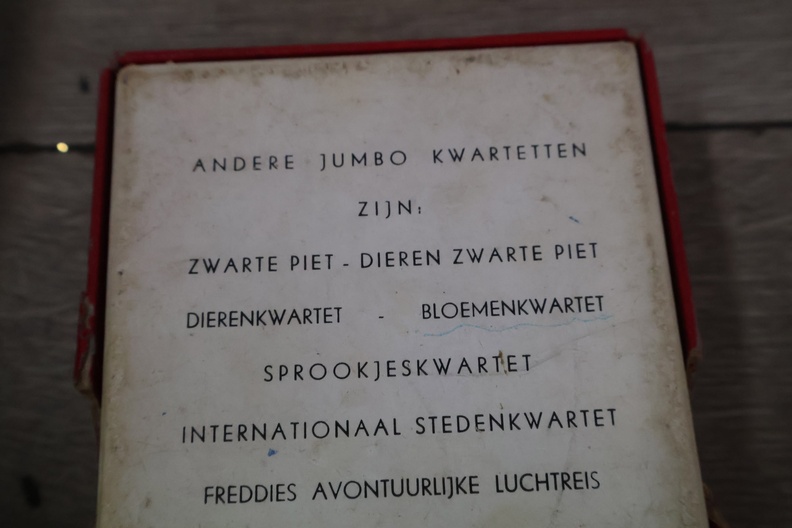 ANDERE JUMBO KWARTETTEN
ZIJN:
ZWARTE PIET - DIEREN ZWARTE PIET
DIERENKWARTET - BLOEMENKWARTET
SPROOKJESKWARTET
INTERNATIONAAL STEDENKWARTET
FREDDIES AVONTUURLIJKE LUCHTREIS